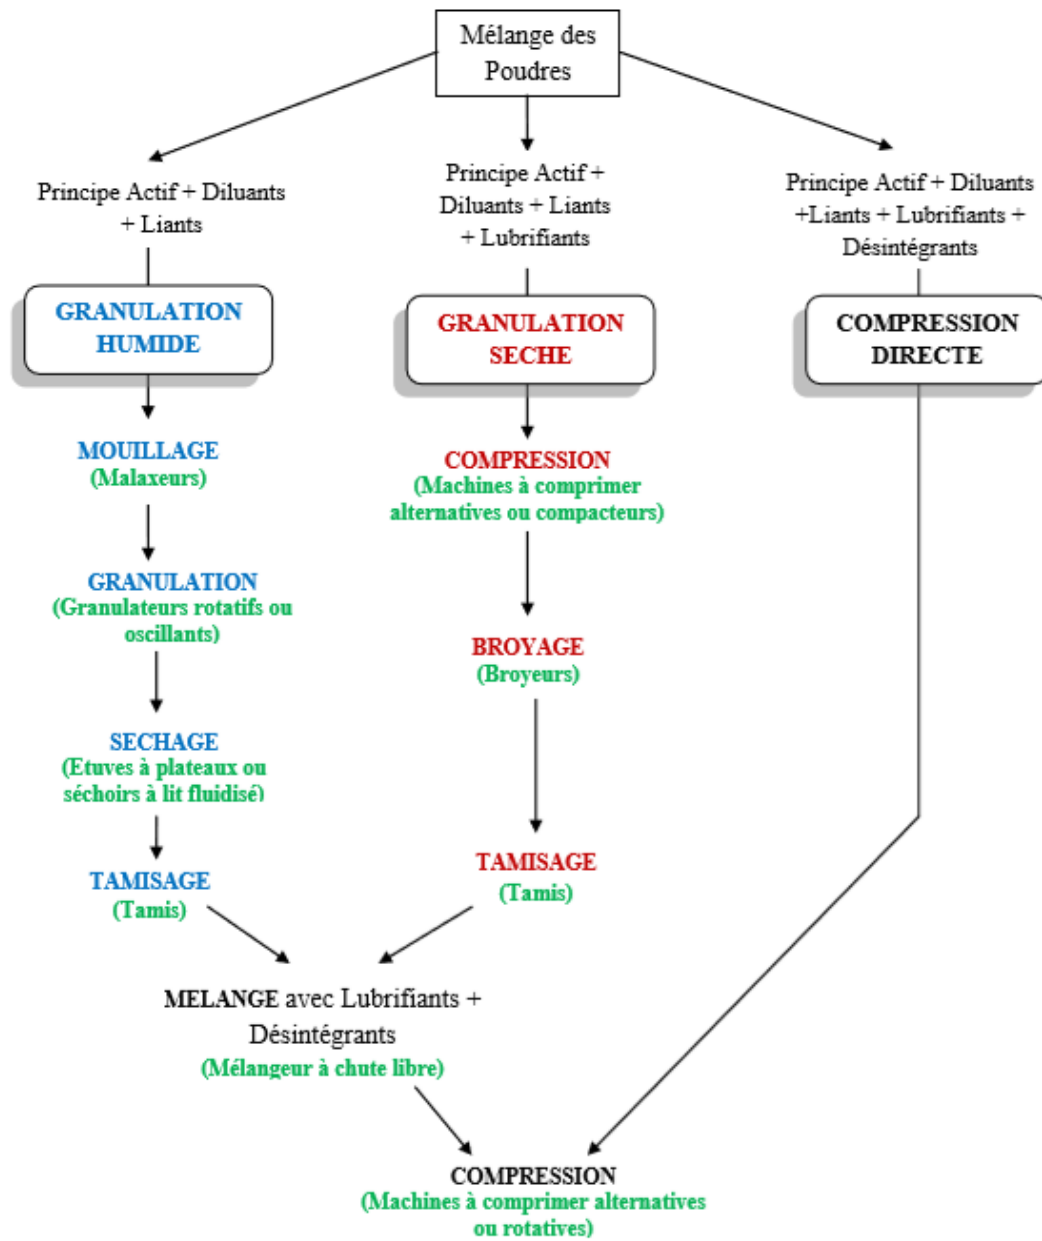 Mélange des
Poudres
Principe Actif + Diluants
+ Liants
Principe Actif +
Diluants + Liants
+ Lubrifiants
Principe Actif + Diluants
+Liants + Lubrifiants +
Désintégrants
GRANULATION
HUMIDE
GRANULATION
SECHE
COMPRESSION
DIRECTE
MOUILLAGE
(Malaxeurs)
COMPRESSION
(Machines à comprimer
alternatives ou compacteurs)
GRANULATION
(Granulateurs rotatifs ou
oscillants)
BROYAGE
(Broyeurs)
SECHAGE
(Etuves à plateaux ou
séchoirs à lit fluidisé)
TAMISAGE
(Tamis)
TAMISAGE
(Tamis)
MELANGE avec Lubrifiants +
Désintégrants
(Mélangeur à chute libre)
COMPRESSION
(Machines à comprimer alternatives
ou rotatives)